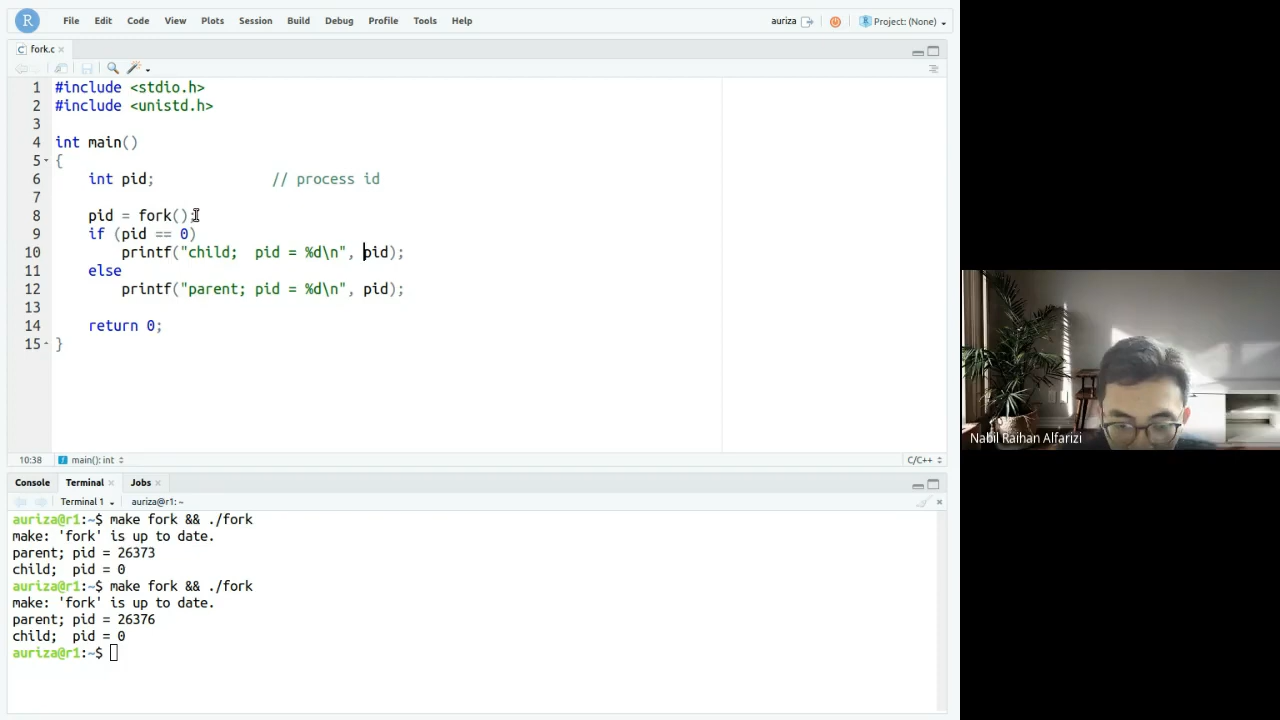 R File Edit Code View Plots Session Build Debug Profile Tools Help auriza Project: (None)
fork.c
1 #include <stdio.h>
2 #include <unistd.h>
3
4 int main()
5 {
6 int pid; // process id
7
8 pid = fork();
9 if (pid == 0)
10 printf("child;  pid = %d\n", pid);
11 else
12 printf("parent; pid = %d\n", pid);
13
14 return 0;
15 }
10:38 main(): int C/C++
Console Terminal Jobs
Terminal 1 auriza@r1: ~
auriza@r1:~$ make fork && ./fork
make: 'fork' is up to date.
parent; pid = 26373
child;  pid = 0
auriza@r1:~$ make fork && ./fork
make: 'fork' is up to date.
parent; pid = 26376
child;  pid = 0
auriza@r1:~$
Nabil Raihan Alfarizi